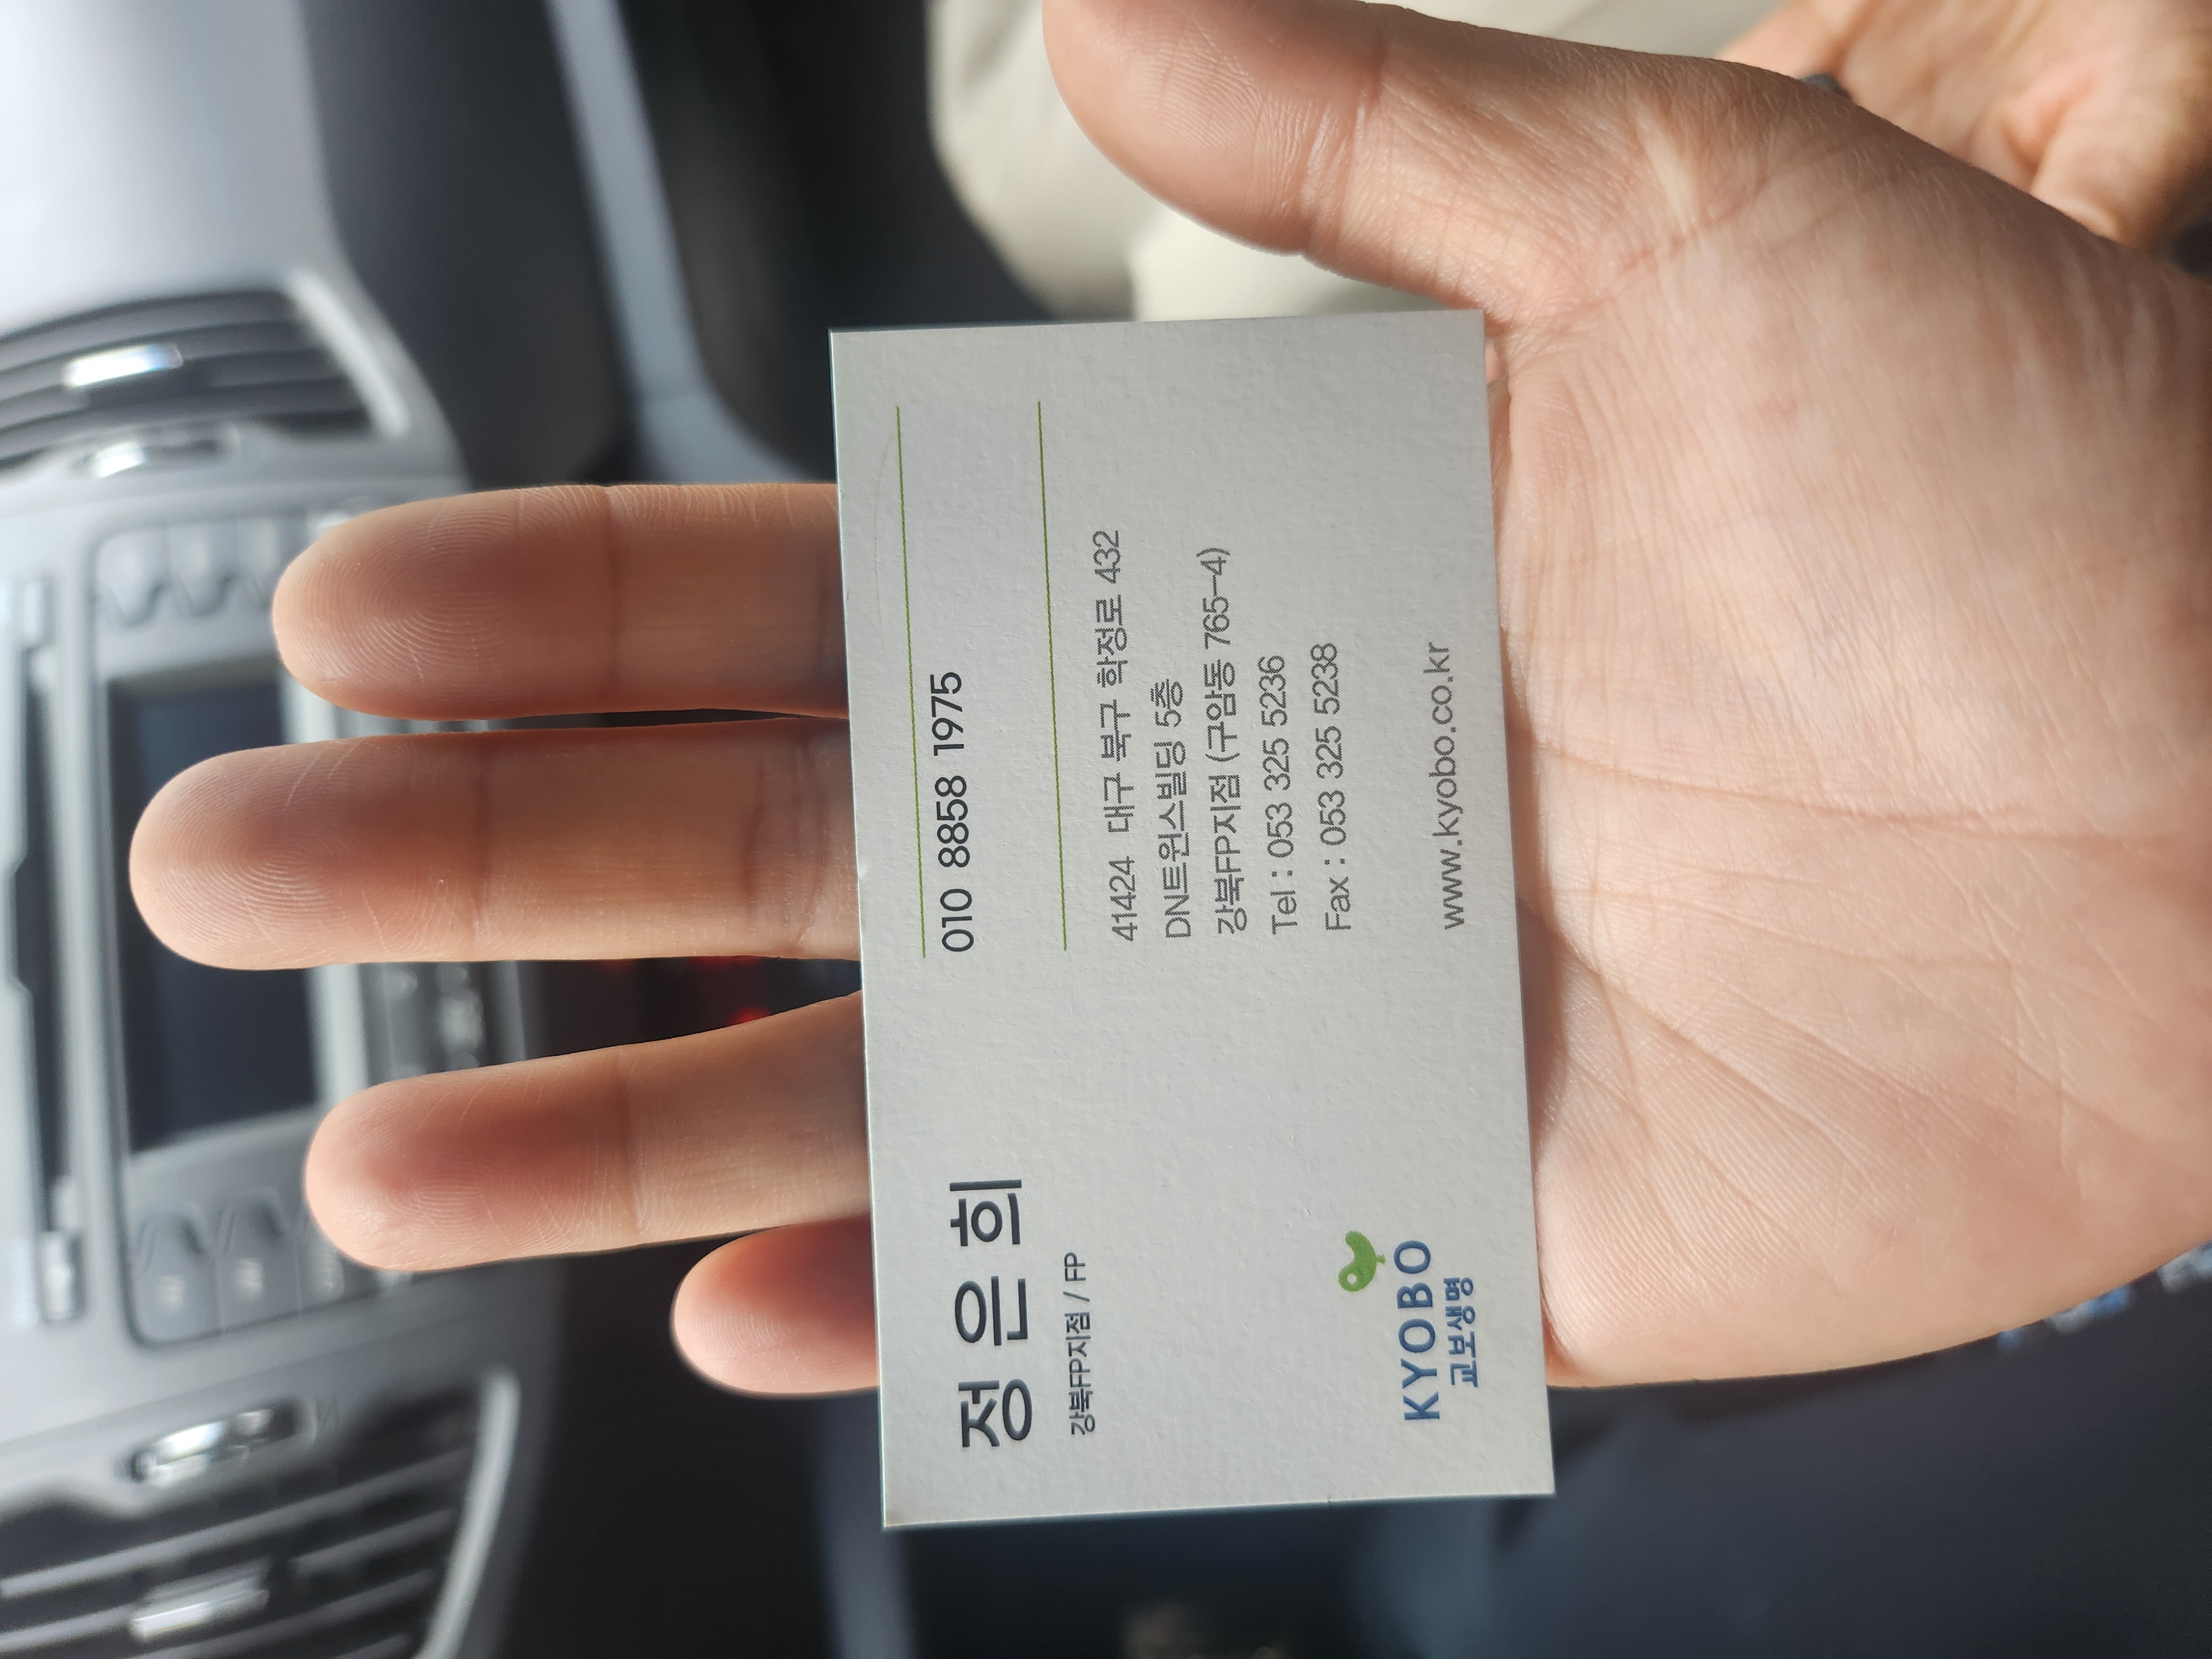 정은희
강북FP지점 / FP
010 8858 1975
41424 대구 북구 학정로 432
DN트윈스빌딩 5층
강북FP지점 (구암동 765-4)
Tel : 053 325 5236
Fax : 053 325 5238
www.kyobo.co.kr
KYOBO
교보생명